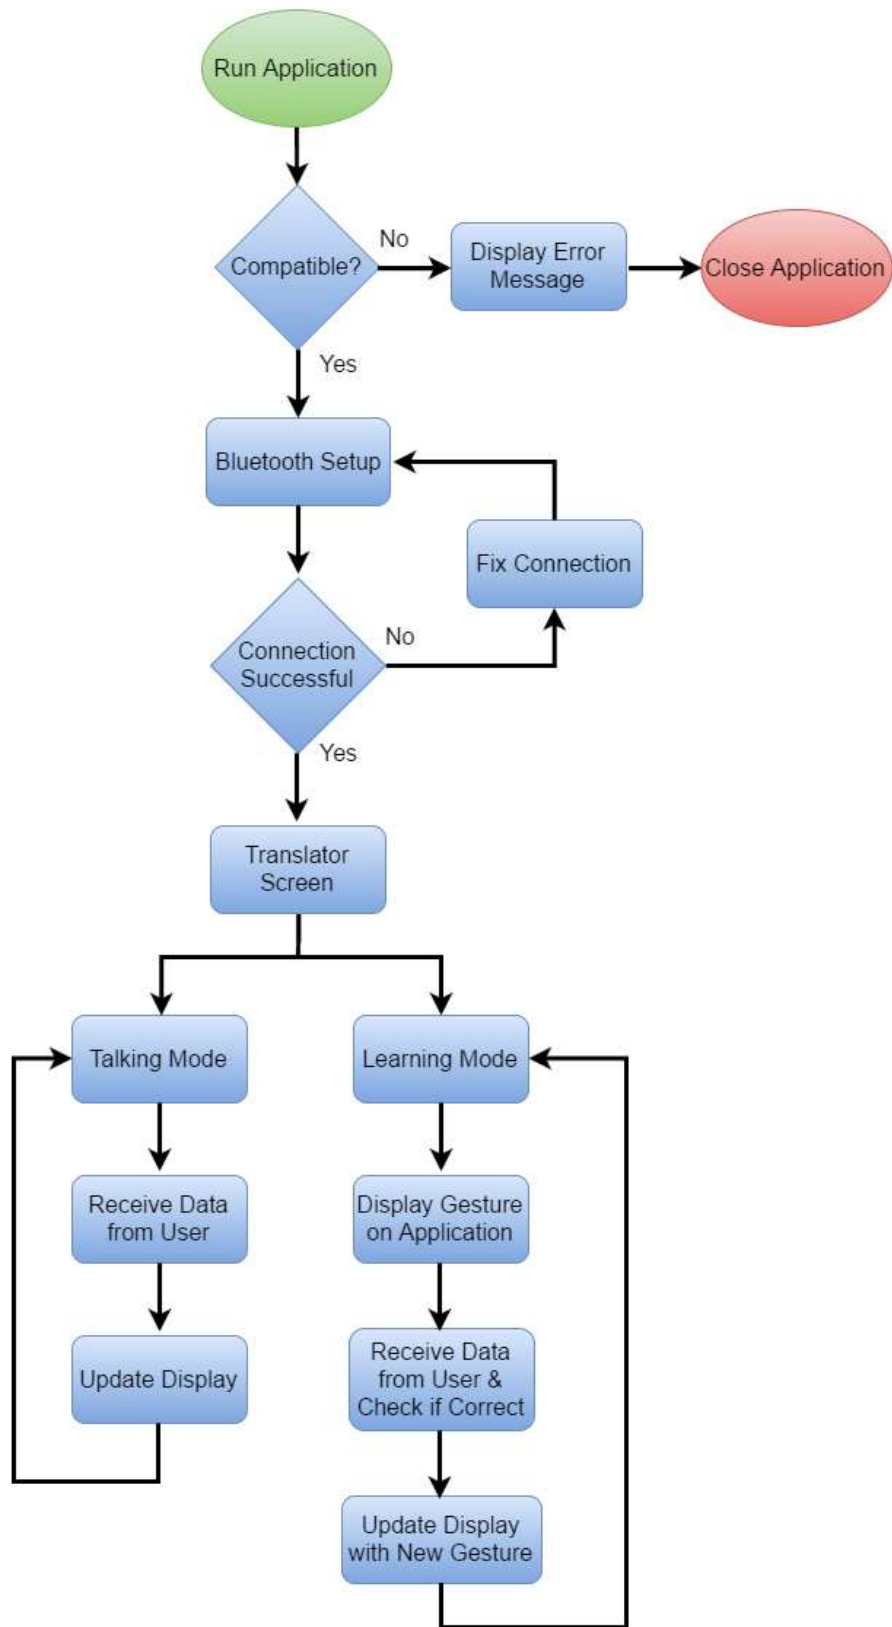 Run Application
Compatible?
No
Display Error
Message
Close Application
Yes
Bluetooth Setup
Fix Connection
Connection
Successful
No
Yes
Translator
Screen
Talking Mode
Learning Mode
Receive Data
from User
Display Gesture
on Application
Update Display
Receive Data
from User &
Check if Correct
Update Display
with New Gesture